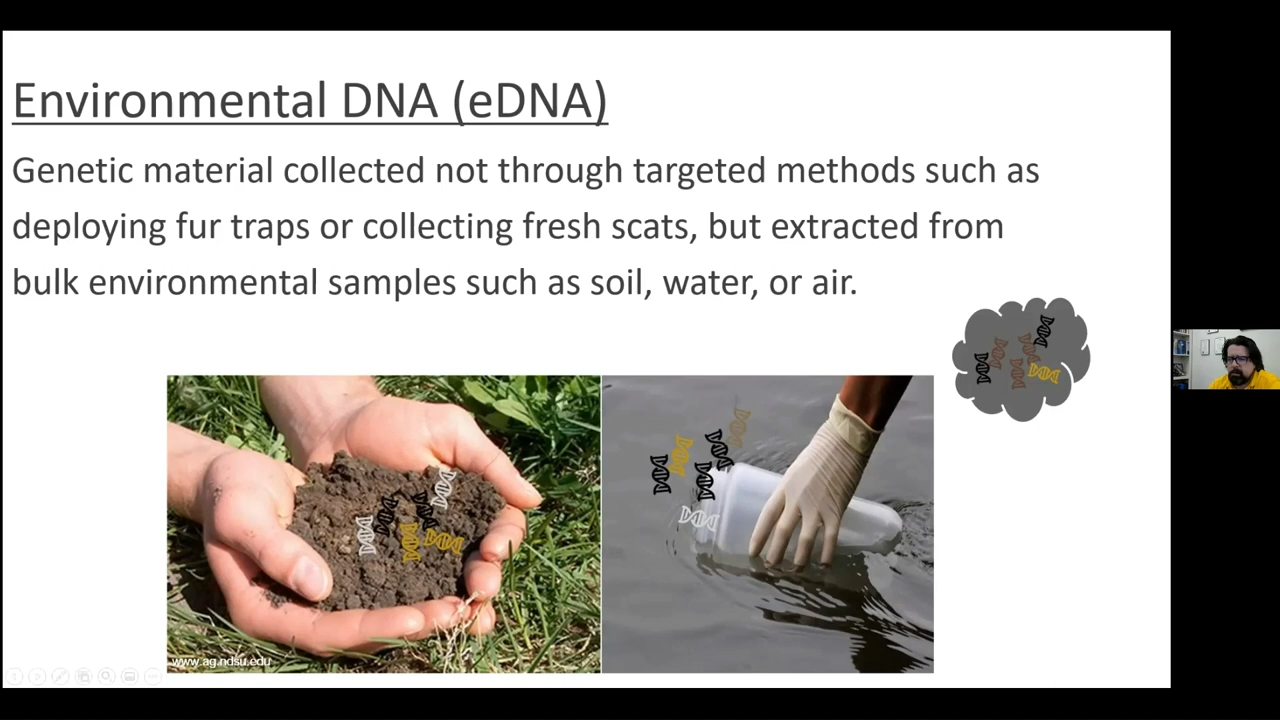 Environmental DNA (eDNA)
Genetic material collected not through targeted methods such as
deploying fur traps or collecting fresh scats, but extracted from
bulk environmental samples such as soil, water, or air.
www.ag.ndsu.edu